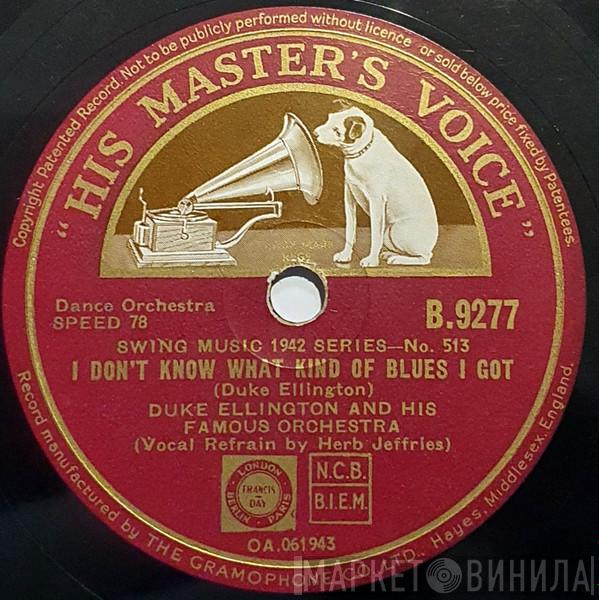 Copyright Patented Record. Not to be publicly performed without licence or sold below price fixed by Patentees.
"HIS MASTER'S VOICE"
Dance Orchestra
SPEED 78
B.9277
SWING MUSIC 1942 SERIES—No. 513
I DON'T KNOW WHAT KIND OF BLUES I GOT
(Duke Ellington)
DUKE ELLINGTON AND HIS
FAMOUS ORCHESTRA
(Vocal Refrain by Herb Jeffries)
LONDON
FRANCIS
DAY
BERLIN · PARIS
N.C.B.
B.I.E.M.
OA.061943
Record manufactured by THE GRAMOPHONE CO., LTD., Hayes, Middlesex, England.
МАРКЕТ ВИНИЛА